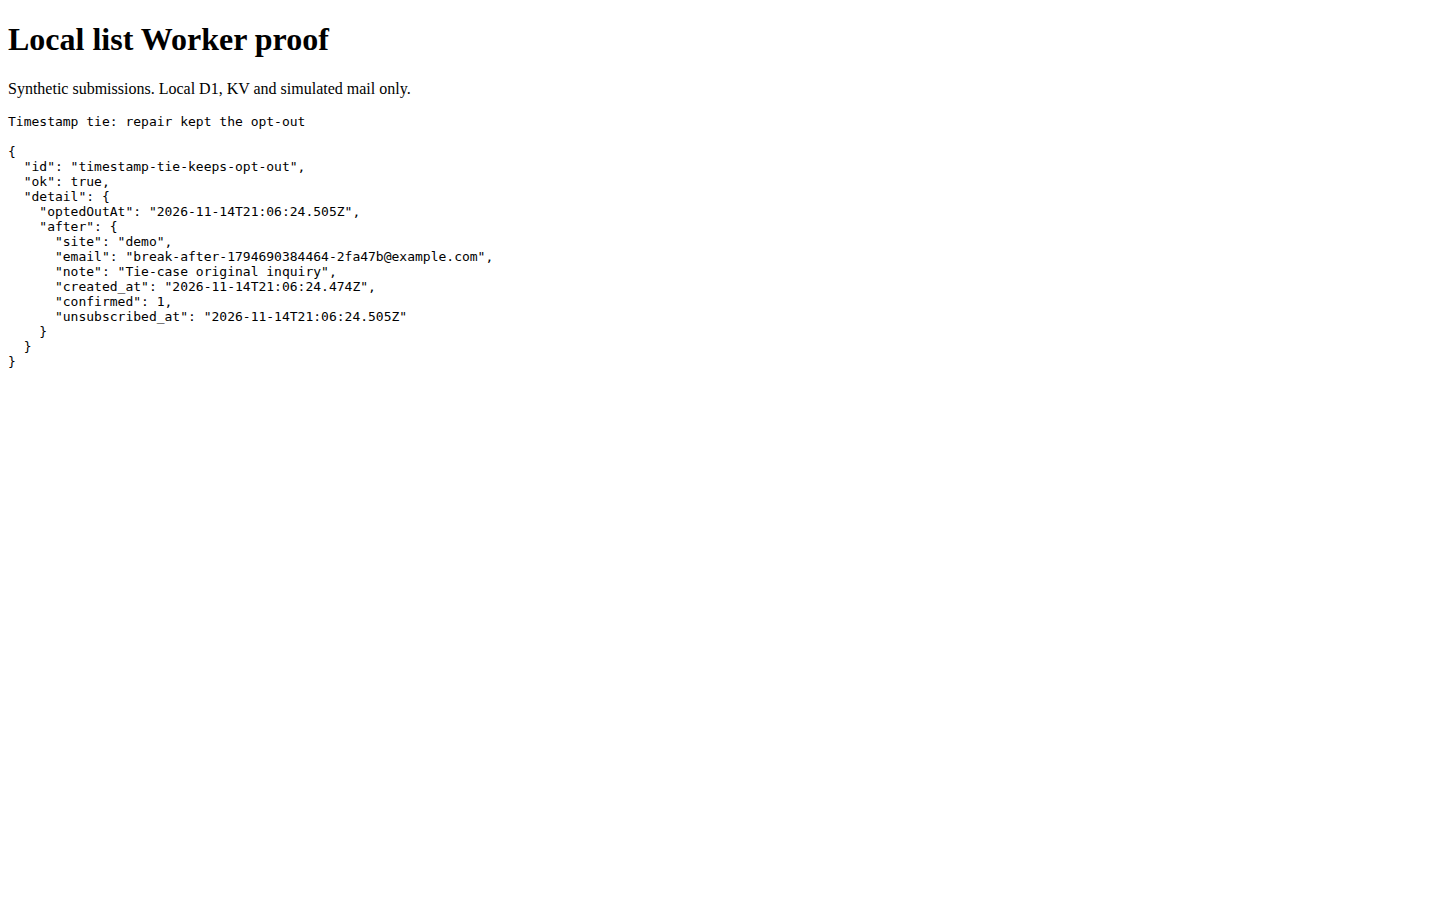 Local list Worker proof
Synthetic submissions. Local D1, KV and simulated mail only.
Timestamp tie: repair kept the opt-out
{
  "id": "timestamp-tie-keeps-opt-out",
  "ok": true,
  "detail": {
    "optedOutAt": "2026-11-14T21:06:24.505Z",
    "after": {
      "site": "demo",
      "email": "break-after-1794690384464-2fa47b@example.com",
      "note": "Tie-case original inquiry",
      "created_at": "2026-11-14T21:06:24.474Z",
      "confirmed": 1,
      "unsubscribed_at": "2026-11-14T21:06:24.505Z"
    }
  }
}